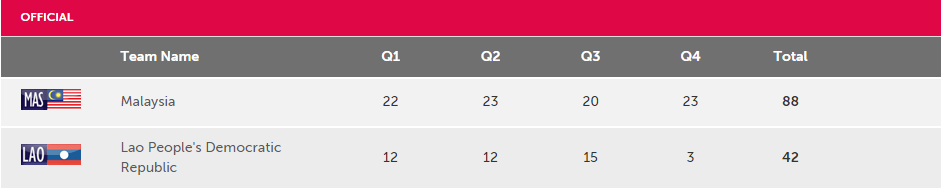 OFFICIAL
Team Name Q1 Q2 Q3 Q4 Total
MAS Malaysia 22 23 20 23 88
LAO Lao People's Democratic
Republic 12 12 15 3 42